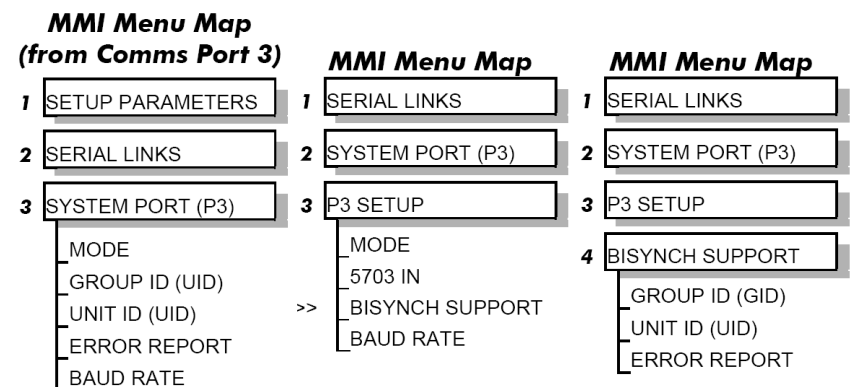 MMI Menu Map
(from Comms Port 3)
1 SETUP PARAMETERS
2 SERIAL LINKS
3 SYSTEM PORT (P3)
MODE
GROUP ID (UID)
UNIT ID (UID)
ERROR REPORT
BAUD RATE
MMI Menu Map
1 SERIAL LINKS
2 SYSTEM PORT (P3)
3 P3 SETUP
MODE
5703 IN
>> BISYNCH SUPPORT
BAUD RATE
MMI Menu Map
1 SERIAL LINKS
2 SYSTEM PORT (P3)
3 P3 SETUP
4 BISYNCH SUPPORT
GROUP ID (GID)
UNIT ID (UID)
ERROR REPORT